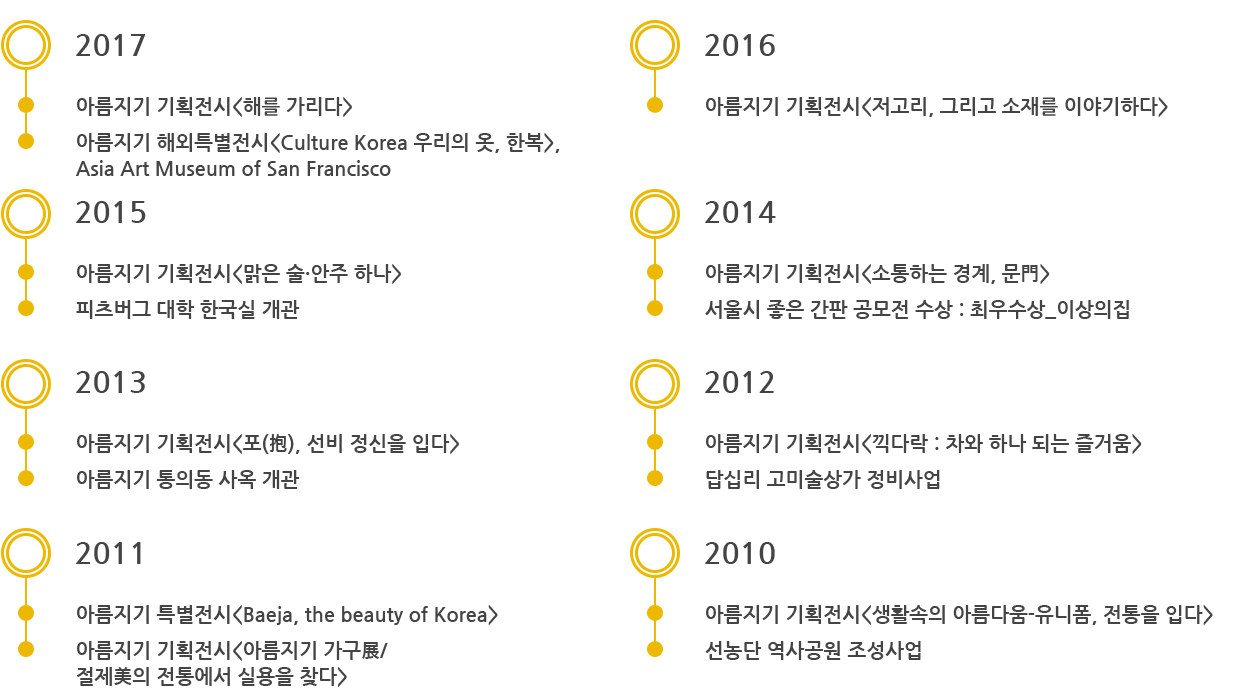 2017
아름지기 기획전시<해를 가리다>
아름지기 해외특별전시<Culture Korea 우리의 옷, 한복>,
Asia Art Museum of San Francisco
2016
아름지기 기획전시<저고리, 그리고 소재를 이야기하다>
2015
아름지기 기획전시<맑은 술·안주 하나>
피츠버그 대학 한국실 개관
2014
아름지기 기획전시<소통하는 경계, 문門>
서울시 좋은 간판 공모전 수상 : 최우수상_이상의집
2013
아름지기 기획전시<포(抱), 선비 정신을 입다>
아름지기 통의동 사옥 개관
2012
아름지기 기획전시<끽다락 : 차와 하나 되는 즐거움>
답십리 고미술상가 정비사업
2011
아름지기 특별전시<Baeja, the beauty of Korea>
아름지기 기획전시<아름지기 가구展/
절제美의 전통에서 실용을 찾다>
2010
아름지기 기획전시<생활속의 아름다움-유니폼, 전통을 입다>
선농단 역사공원 조성사업